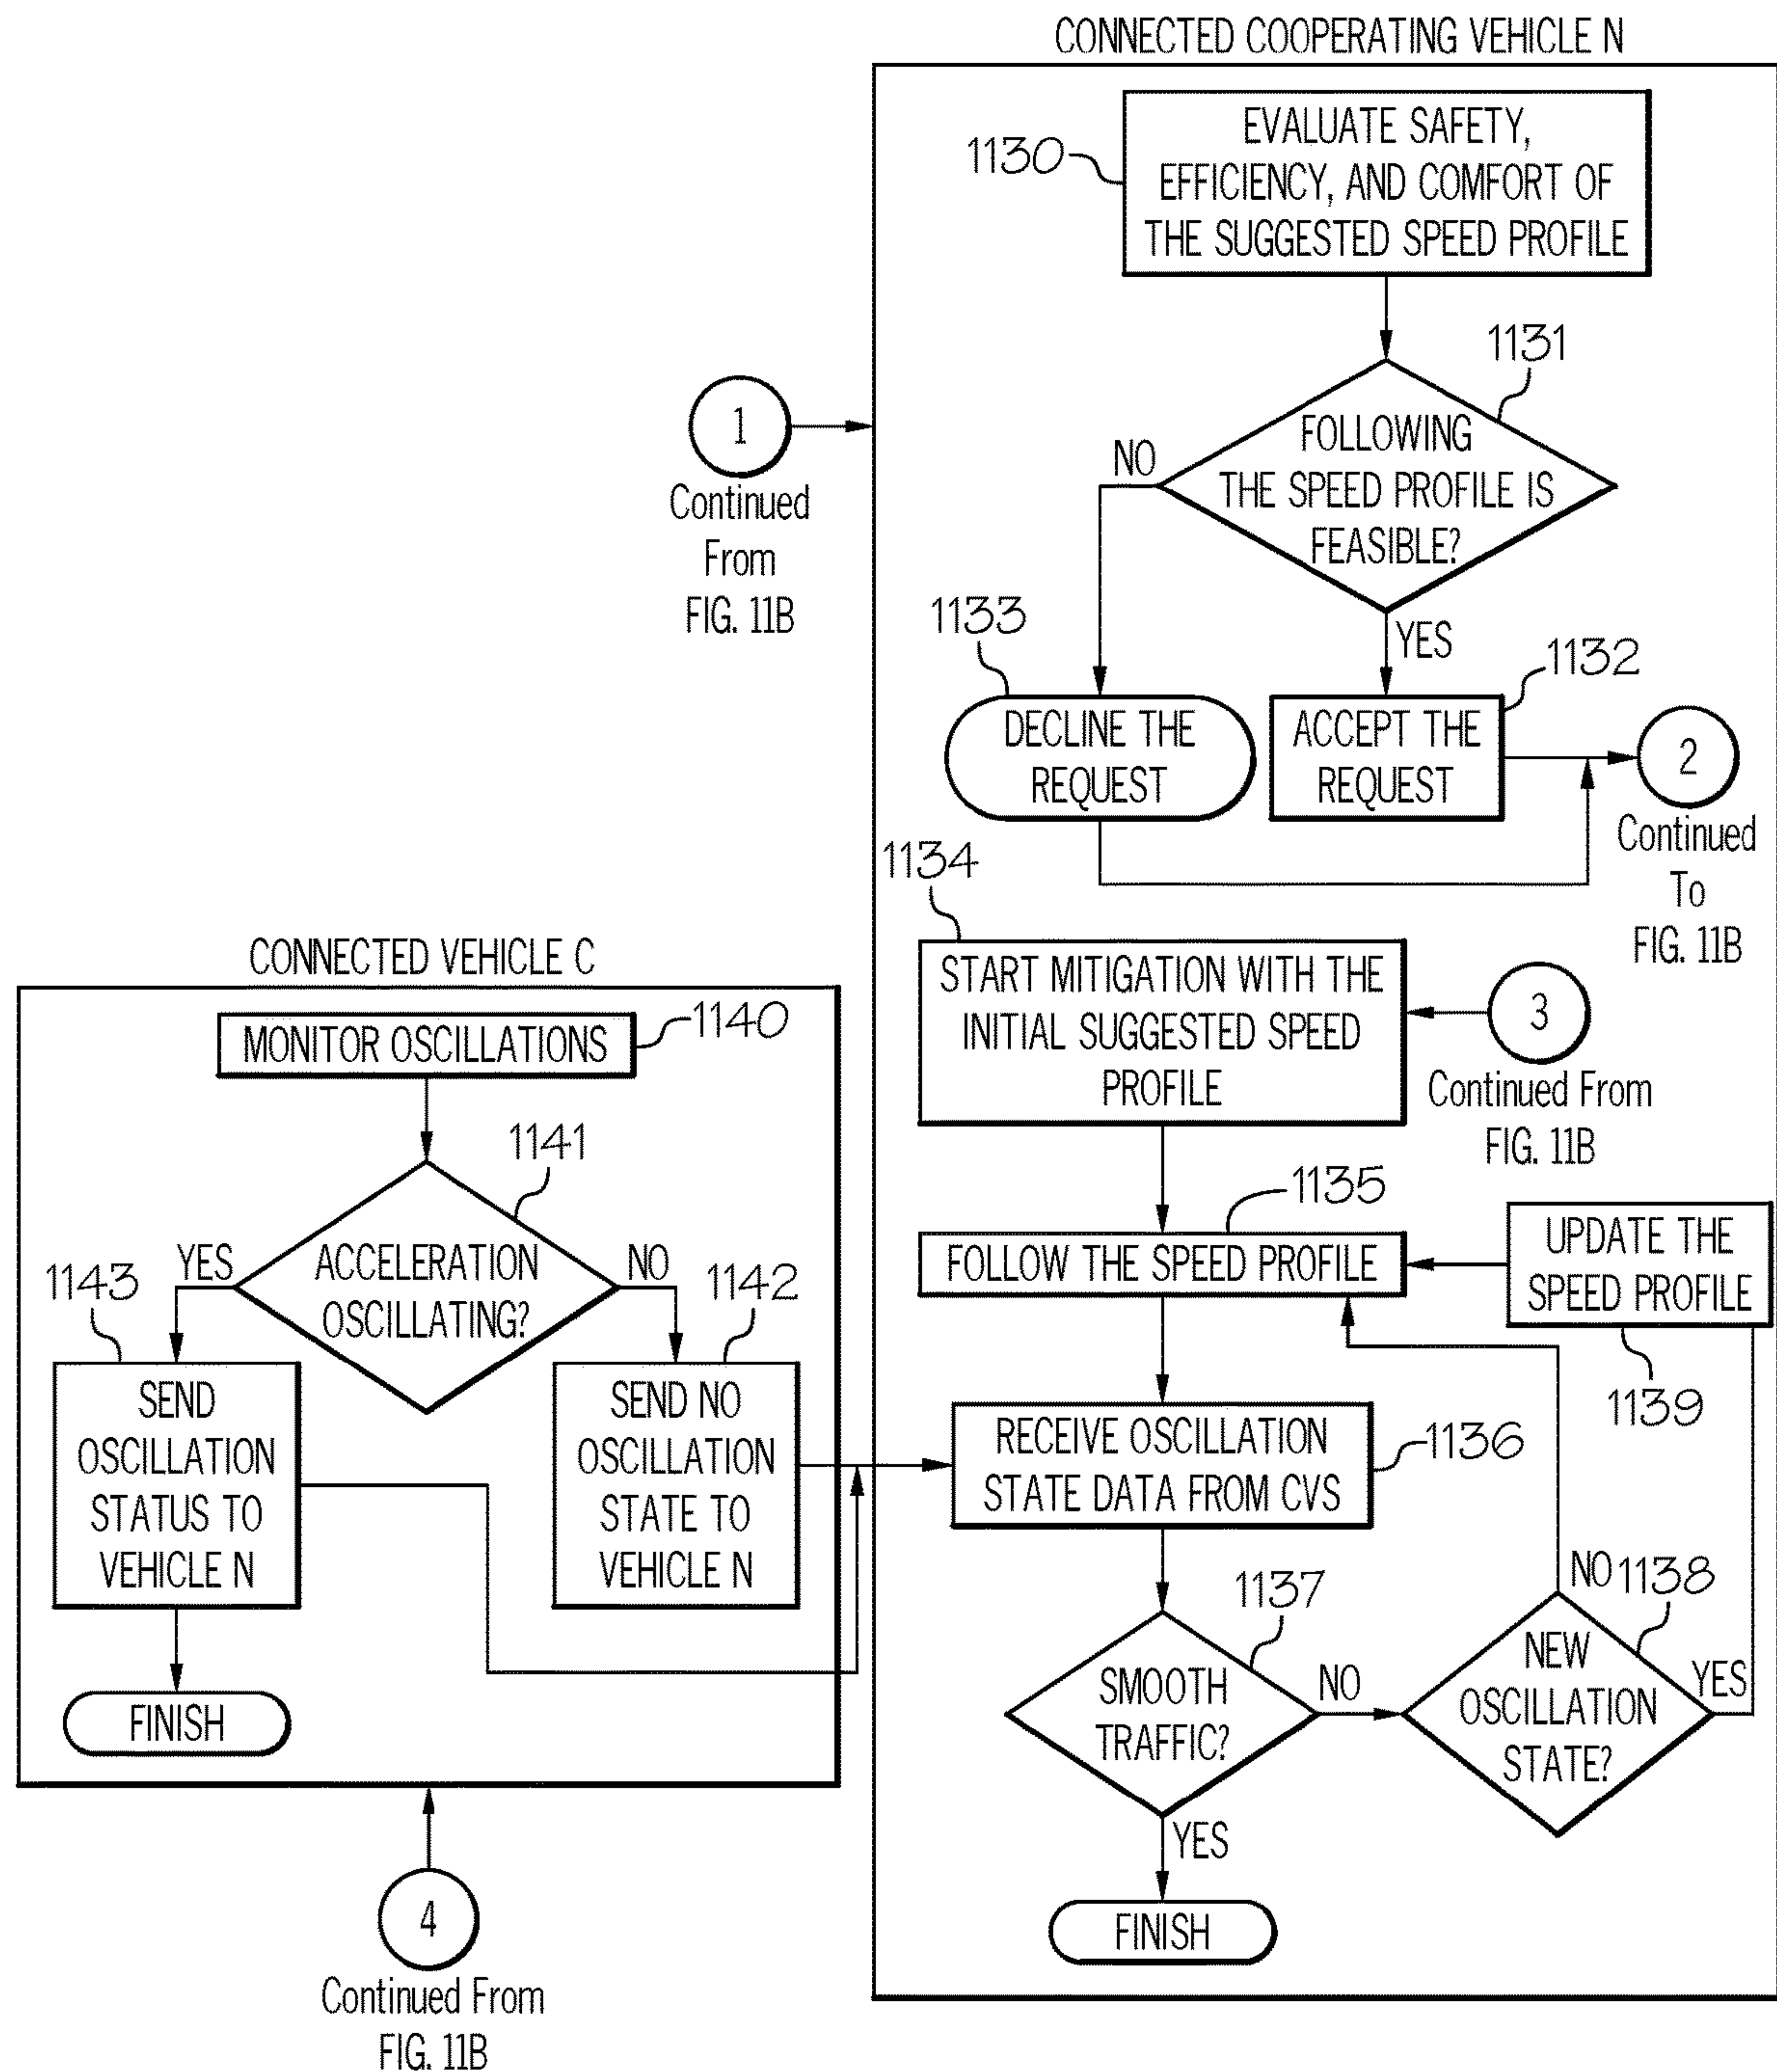 CONNECTED COOPERATING VEHICLE N
1130
EVALUATE SAFETY,
EFFICIENCY, AND COMFORT OF
THE SUGGESTED SPEED PROFILE
1131
1
Continued
From
FIG. 11B
FOLLOWING
THE SPEED PROFILE IS
FEASIBLE?
NO
YES
1133
DECLINE THE
REQUEST
1132
ACCEPT THE
REQUEST
2
Continued
To
FIG. 11B
1134
START MITIGATION WITH THE
INITIAL SUGGESTED SPEED
PROFILE
3
Continued From
FIG. 11B
1135
FOLLOW THE SPEED PROFILE
UPDATE THE
SPEED PROFILE
1139
RECEIVE OSCILLATION
STATE DATA FROM CVS
1136
1137
SMOOTH
TRAFFIC?
NO
YES
NO
1138
NEW
OSCILLATION
STATE?
YES
FINISH
CONNECTED VEHICLE C
MONITOR OSCILLATIONS
1140
1141
ACCELERATION
OSCILLATING?
YES
NO
1143
SEND
OSCILLATION
STATUS TO
VEHICLE N
1142
SEND NO
OSCILLATION
STATE TO
VEHICLE N
FINISH
4
Continued From
FIG. 11B